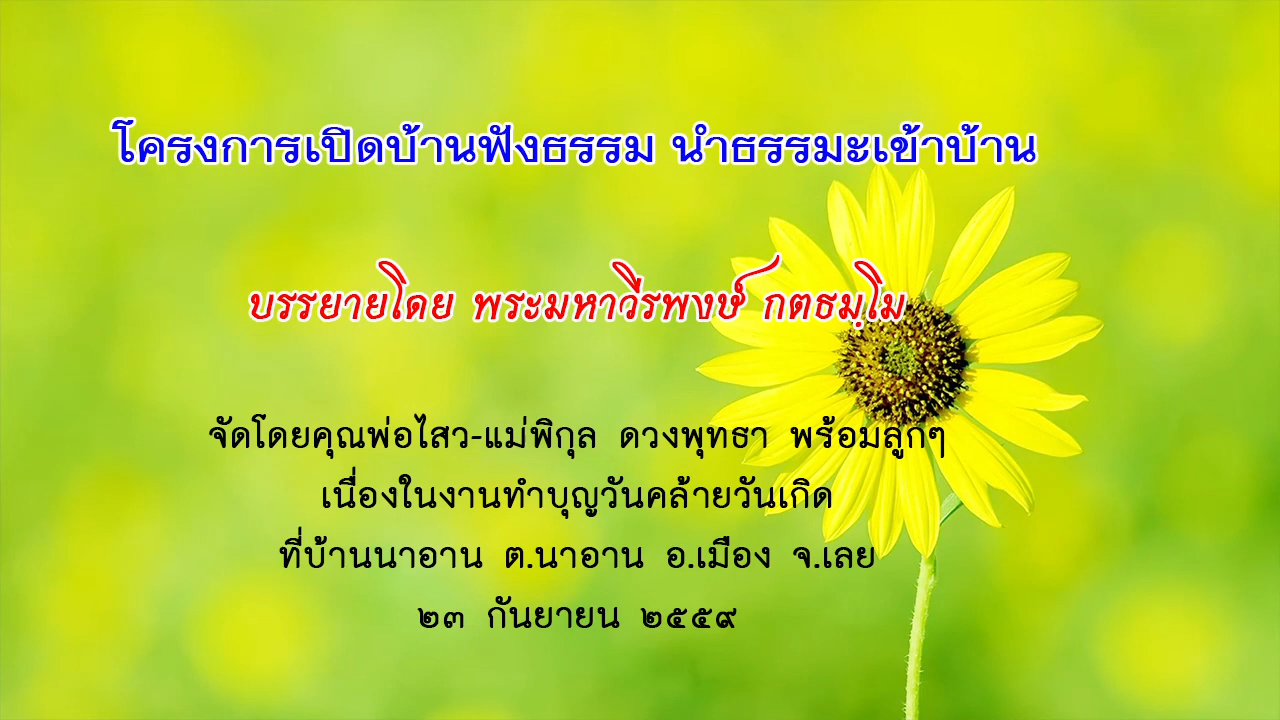 โครงการเปิดบ้านฟังธรรม นำธรรมะเข้าบ้าน
บรรยายโดย พระมหาวีรพงษ์ กตธมฺโม
จัดโดยคุณพ่อไสว-แม่พิกุล ดวงพุทธา พร้อมลูกๆ
เนื่องในงานทำบุญวันคล้ายวันเกิด
ที่บ้านนาอาน ต.นาอาน อ.เมือง จ.เลย
๒๓ กันยายน ๒๕๕๙